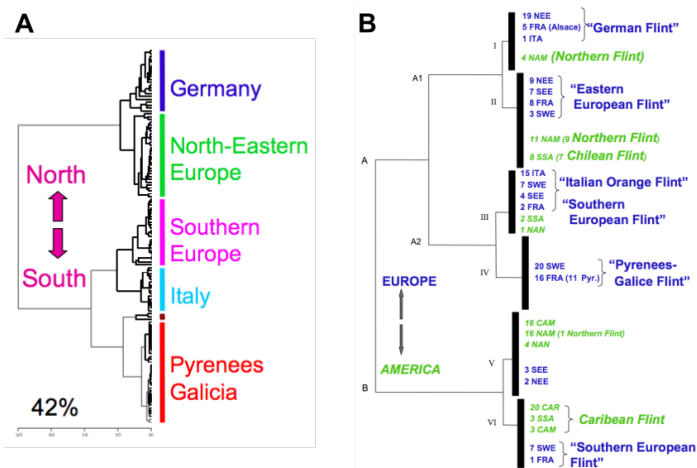 A
Germany
North-Eastern
Europe
North
South
Southern
Europe
Italy
Pyrenees
Galicia
42%
B
19 NEE
5 FRA (Alsace)
1 ITA
"German Flint"
I
4 NAM (Northern Flint)
A1
9 NEE
7 SEE
8 FRA
3 SWE
"Eastern
European Flint"
II
11 NAM (9 Northern Flint)
8 SSA (7 Chilean Flint)
A
15 ITA
7 SWE
4 SEE
2 FRA
"Italian Orange Flint"
"Southern
European Flint"
III
2 SSA
1 NAN
A2
IV
20 SWE
16 FRA (11 Pyr.)
"Pyrenees-
Galice Flint"
EUROPE
AMERICA
16 CAM
16 NAM (1 Northern Flint)
4 NAN
V
3 SEE
2 NEE
B
20 CAR
3 SSA
3 CAM
Caribean Flint
VI
7 SWE
1 FRA
"Southern European
Flint"